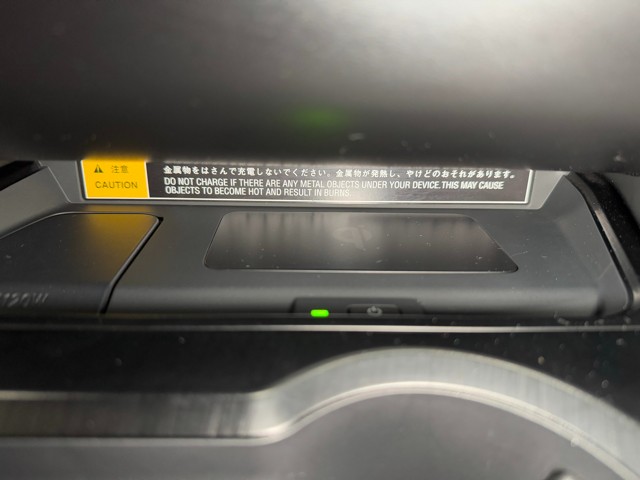 注意
CAUTION
金属物をはさんで充電しないでください。金属物が発熱し、やけどのおそれがあります。
DO NOT CHARGE IF THERE ARE ANY METAL OBJECTS UNDER YOUR DEVICE. THIS MAY CAUSE
OBJECTS TO BECOME HOT AND RESULT IN BURNS.
120W